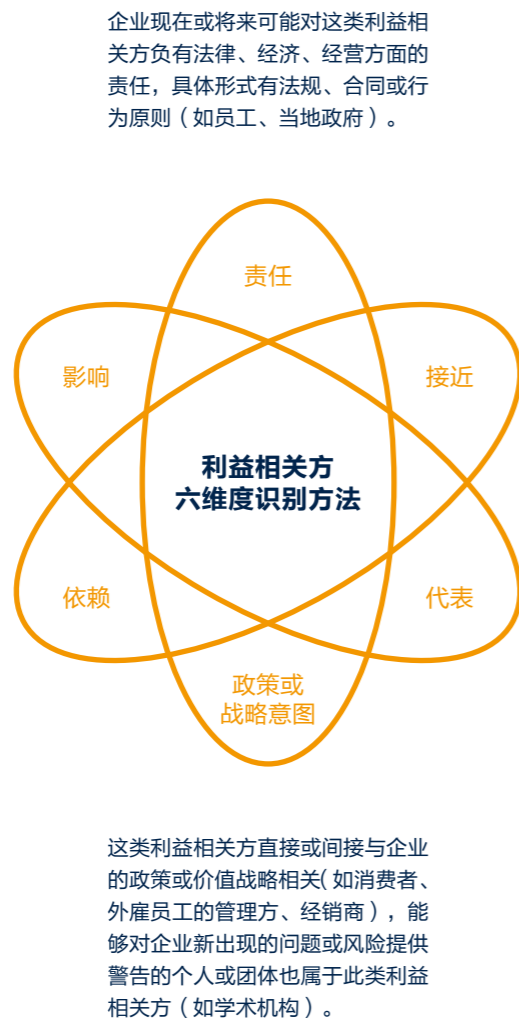 企业现在或将来可能对这类利益相
关方负有法律、经济、经营方面的
责任，具体形式有法规、合同或行
为原则（如员工、当地政府）。
责任
影响
接近
利益相关方
六维度识别方法
依赖
代表
政策或
战略意图
这类利益相关方直接或间接与企业
的政策或价值战略相关（如消费者、
外雇员工的管理方、经销商），能
够对企业新出现的问题或风险提供
警告的个人或团体也属于此类利益
相关方（如学术机构）。